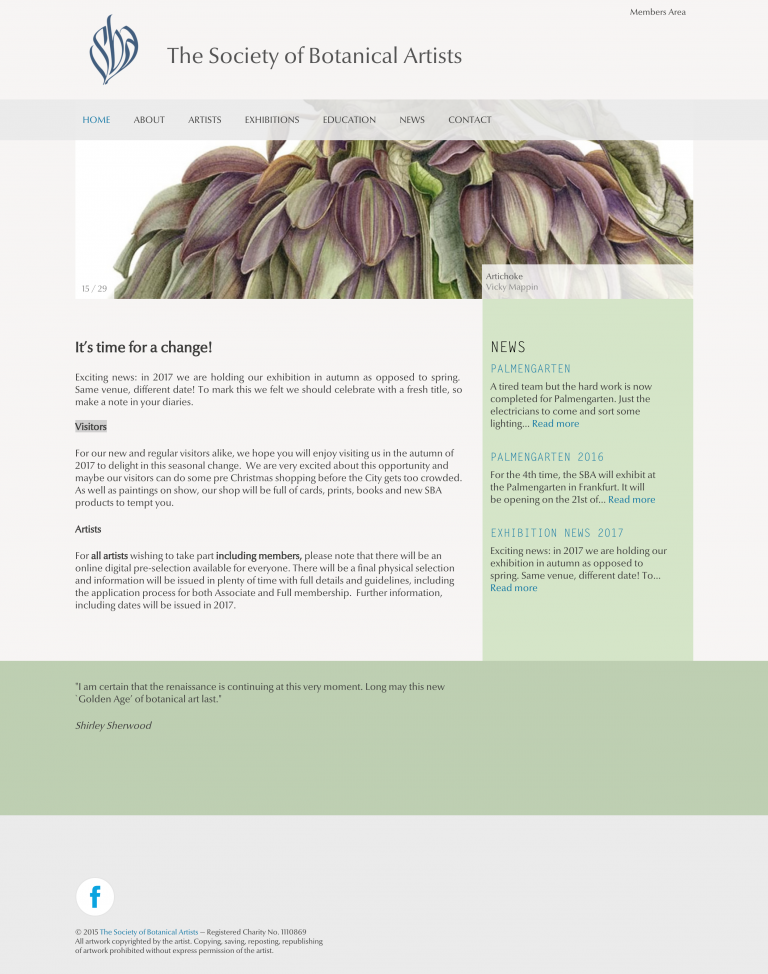 Members Area
The Society of Botanical Artists
HOME ABOUT ARTISTS EXHIBITIONS EDUCATION NEWS CONTACT
Artichoke
Vicky Mappin
15 / 29
It's time for a change!
Exciting news: in 2017 we are holding our exhibition in autumn as opposed to spring.
Same venue, different date! To mark this we felt we should celebrate with a fresh title, so
make a note in your diaries.
Visitors
For our new and regular visitors alike, we hope you will enjoy visiting us in the autumn of
2017 to delight in this seasonal change. We are very excited about this opportunity and
maybe our visitors can do some pre Christmas shopping before the City gets too crowded.
As well as paintings on show, our shop will be full of cards, prints, books and new SBA
products to tempt you.
Artists
For all artists wishing to take part including members, please note that there will be an
online digital pre-selection available for everyone. There will be a final physical selection
and information will be issued in plenty of time with full details and guidelines, including
the application process for both Associate and Full membership. Further information,
including dates will be issued in 2017.
NEWS
PALMENGARTEN
A tired team but the hard work is now
completed for Palmengarten. Just the
electricians to come and sort some
lighting... Read more
PALMENGARTEN 2016
For the 4th time, the SBA will exhibit at
the Palmengarten in Frankfurt. It will
be opening on the 21st of... Read more
EXHIBITION NEWS 2017
Exciting news: in 2017 we are holding our
exhibition in autumn as opposed to
spring. Same venue, different date! To...
Read more
"I am certain that the renaissance is continuing at this very moment. Long may this new
`Golden Age' of botanical art last."
Shirley Sherwood
© 2015 The Society of Botanical Artists – Registered Charity No. 1110869
All artwork copyrighted by the artist. Copying, saving, reposting, republishing
of artwork prohibited without express permission of the artist.